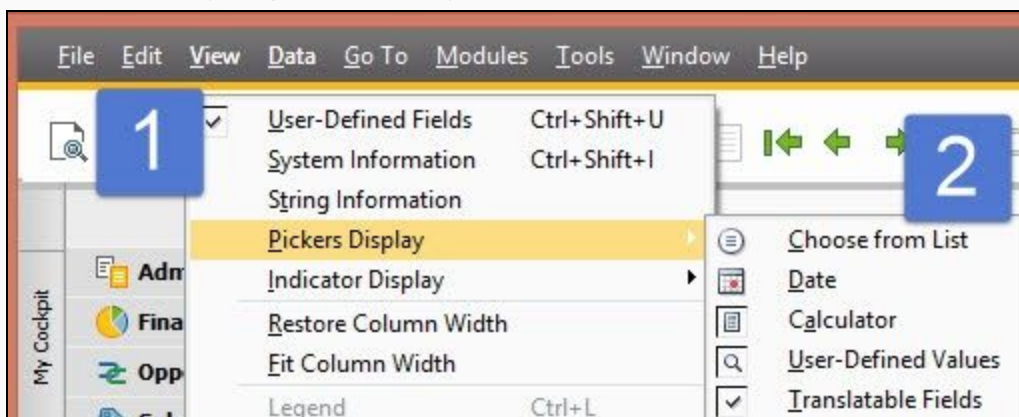 File Edit View Data Go To Modules Tools Window Help
1
User-Defined Fields Ctrl+Shift+U
System Information Ctrl+Shift+I
String Information
Pickers Display
Indicator Display
Restore Column Width
Fit Column Width
Legend Ctrl+L
2
Choose from List
Date
Calculator
User-Defined Values
Translatable Fields
My Cockpit
Adm
Fina
Opp